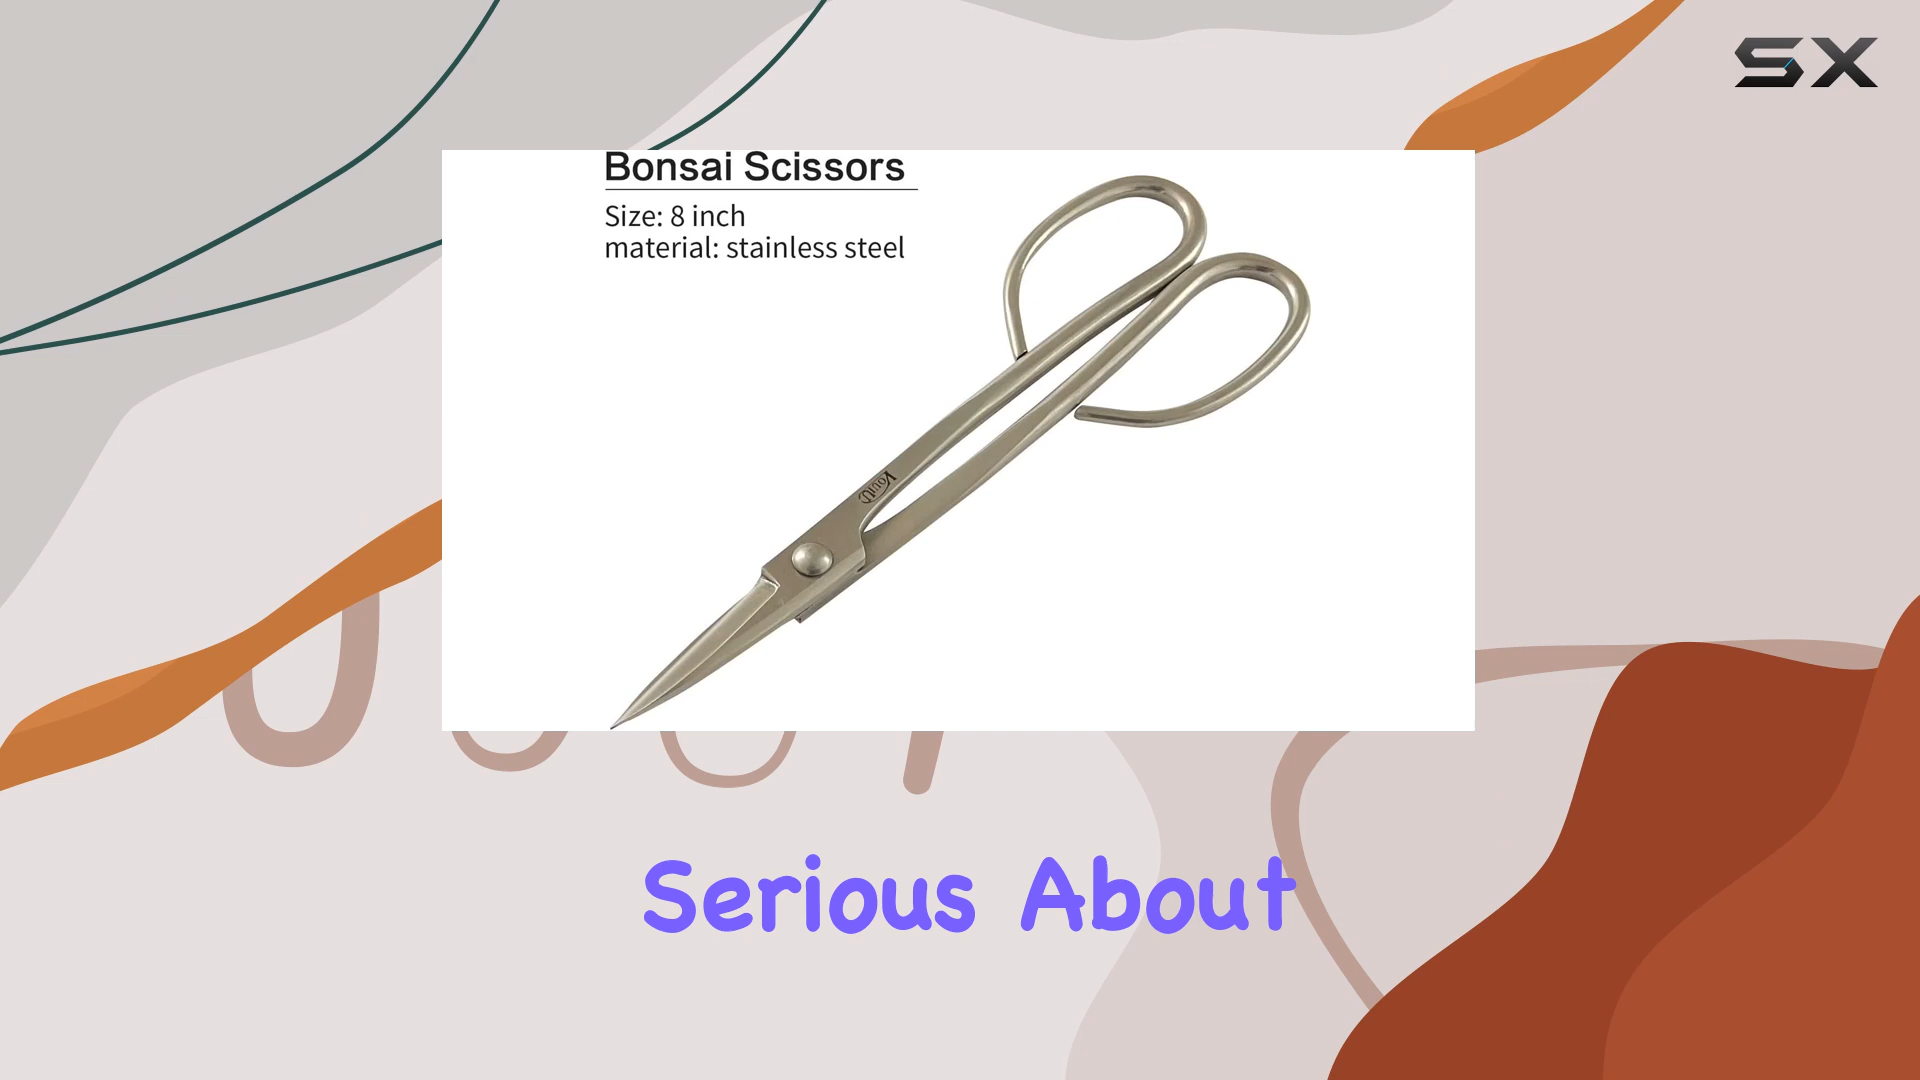 SX
Bonsai Scissors
Size: 8 inch
material: stainless steel
Serious About